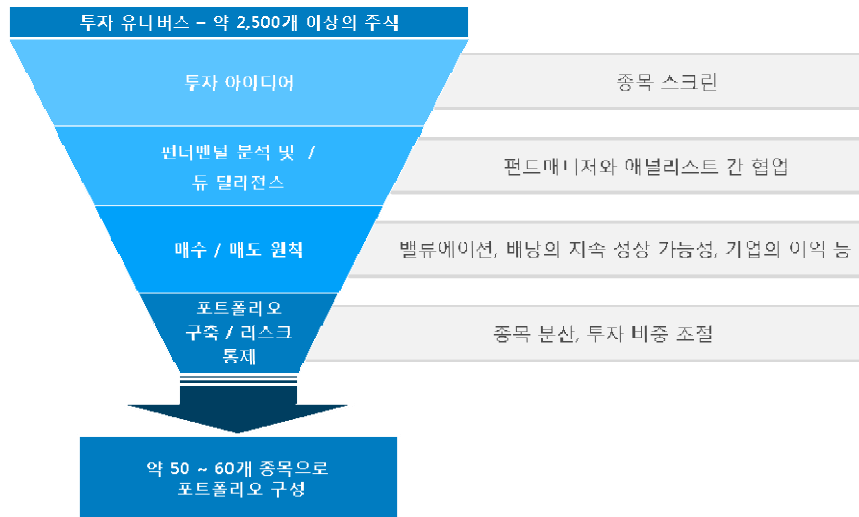 투자 유니버스 – 약 2,500개 이상의 주식
투자 아이디어
종목 스크린
펀더멘털 분석 및 /
듀 딜리전스
펀드매니저와 애널리스트 간 협업
매수 / 매도 원칙
밸류에이션, 배당의 지속 성장 가능성, 기업의 이익 등
포트폴리오
구축 / 리스크
통제
종목 분산, 투자 비중 조절
약 50 ~ 60개 종목으로
포트폴리오 구성